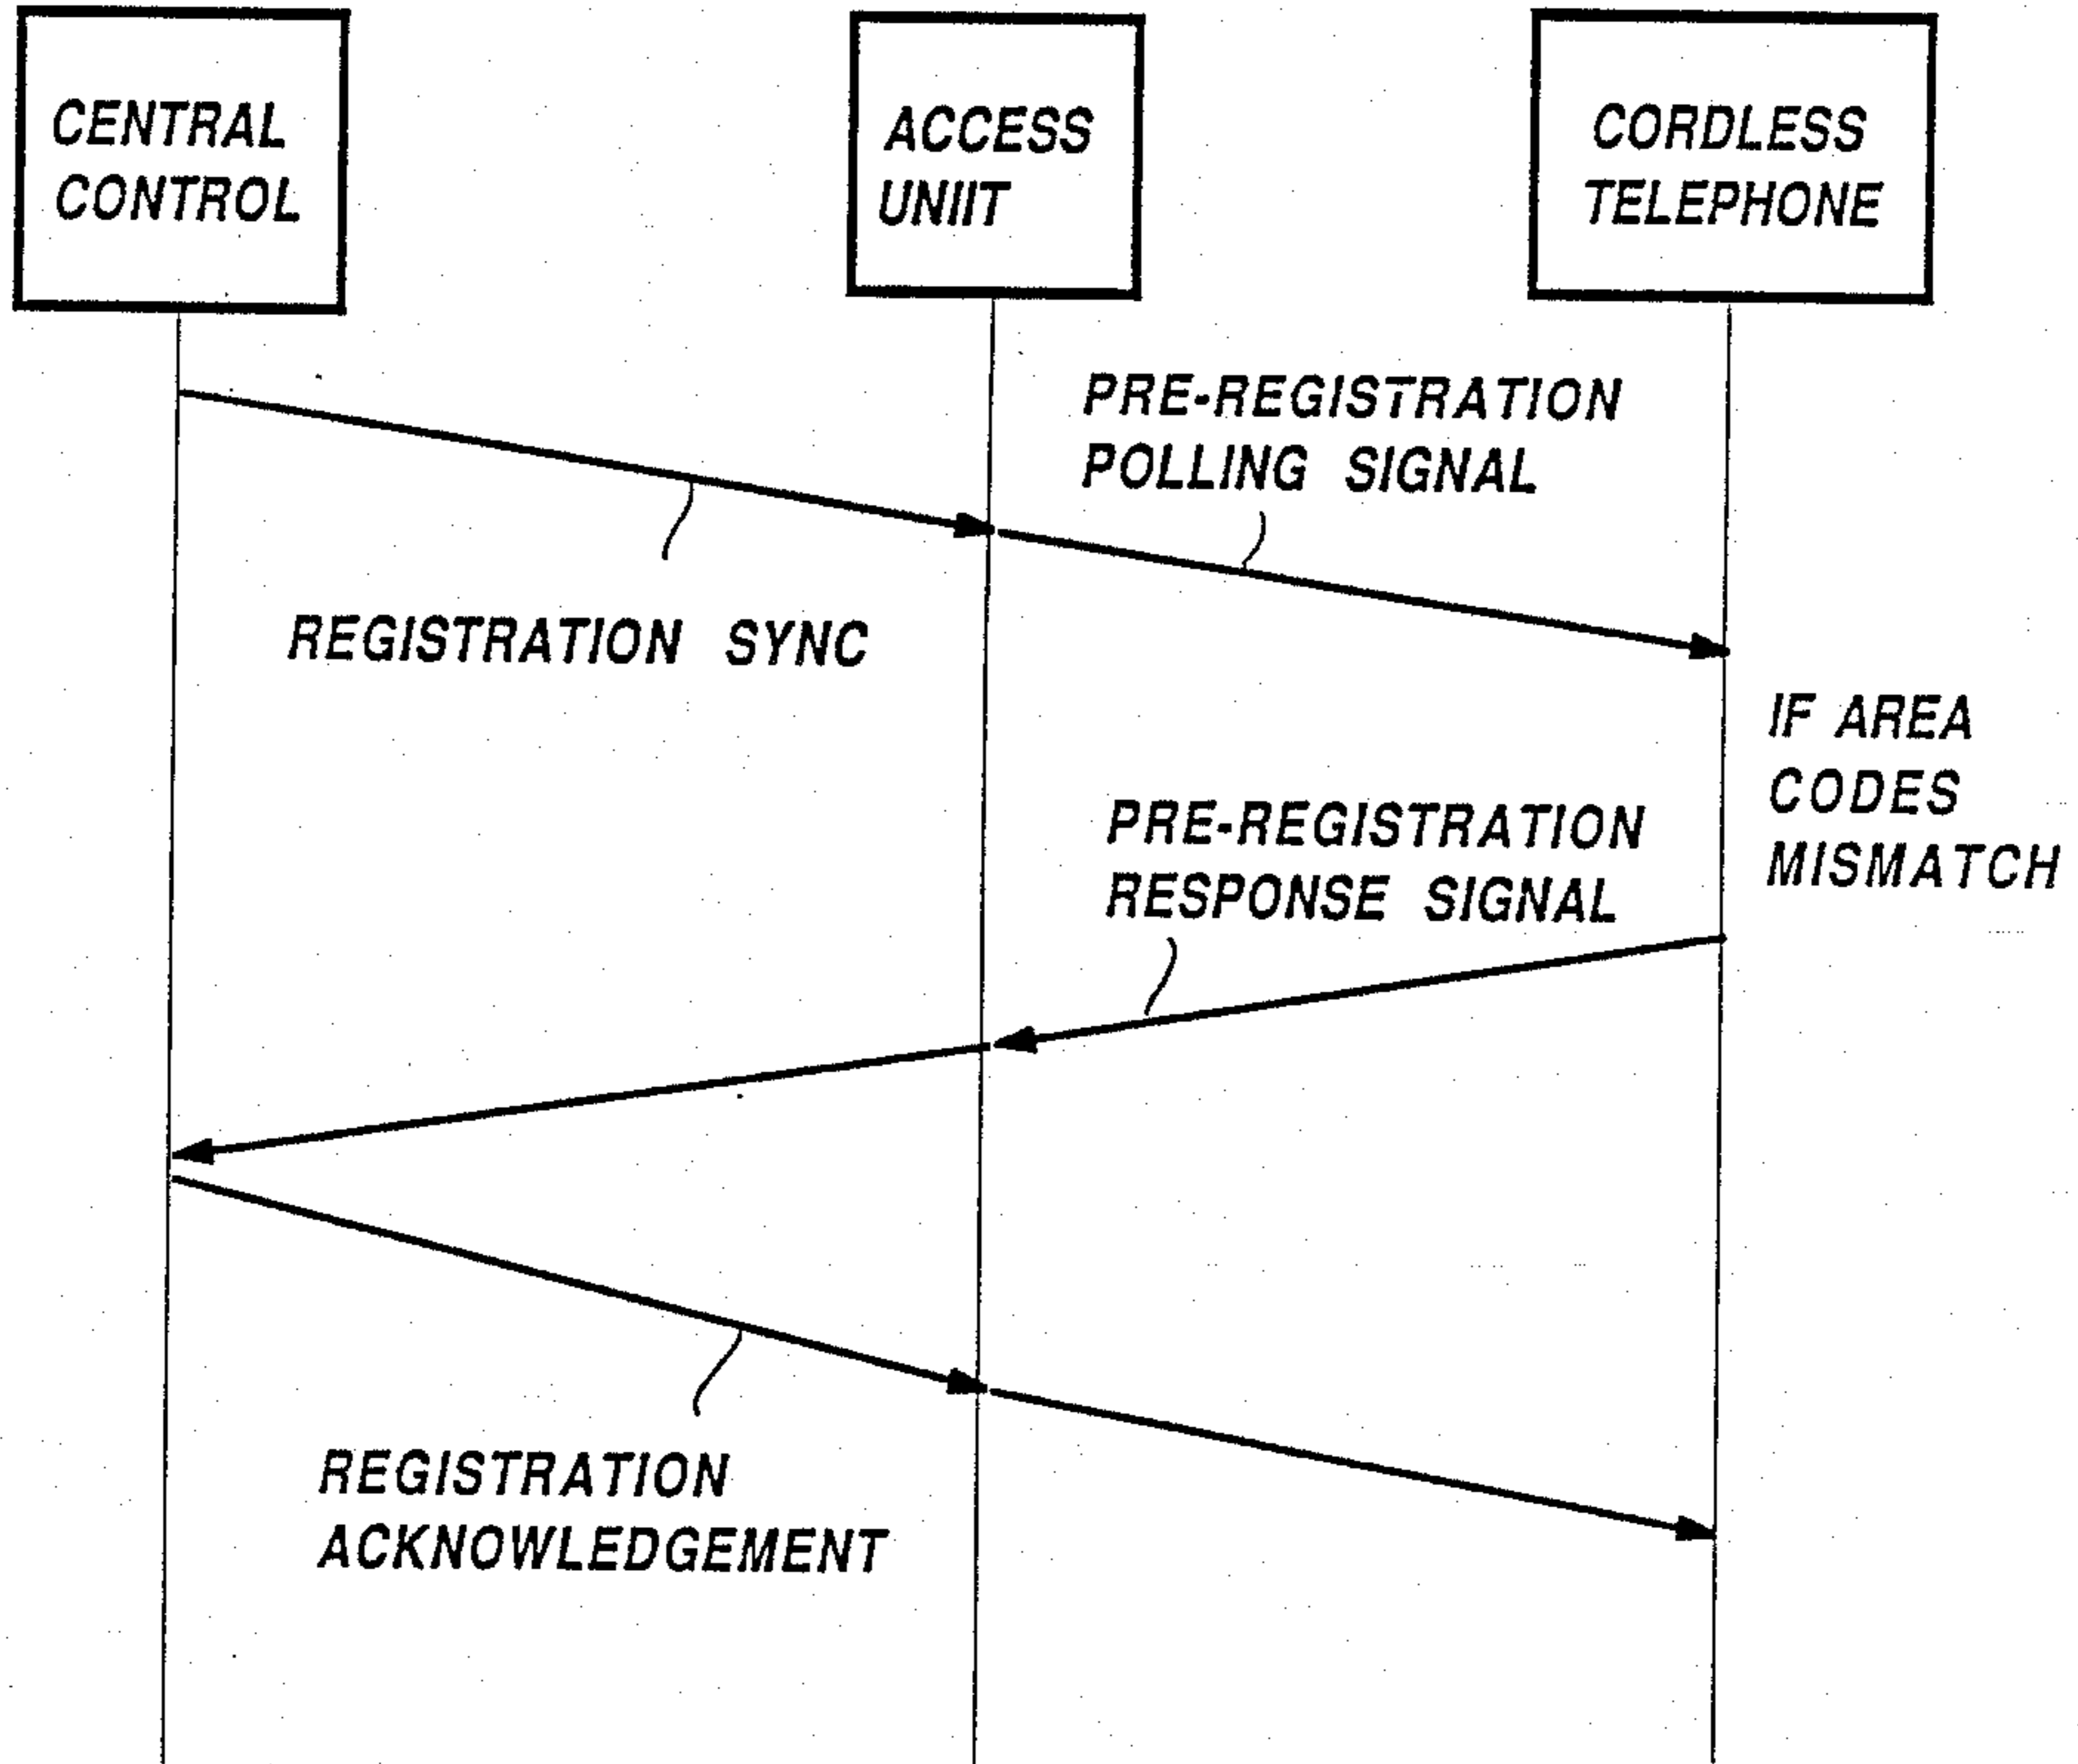 CENTRAL
CONTROL
ACCESS
UNIIT
CORDLESS
TELEPHONE
PRE-REGISTRATION
POLLING SIGNAL
REGISTRATION SYNC
IF AREA
CODES
MISMATCH
PRE-REGISTRATION
RESPONSE SIGNAL
REGISTRATION
ACKNOWLEDGEMENT